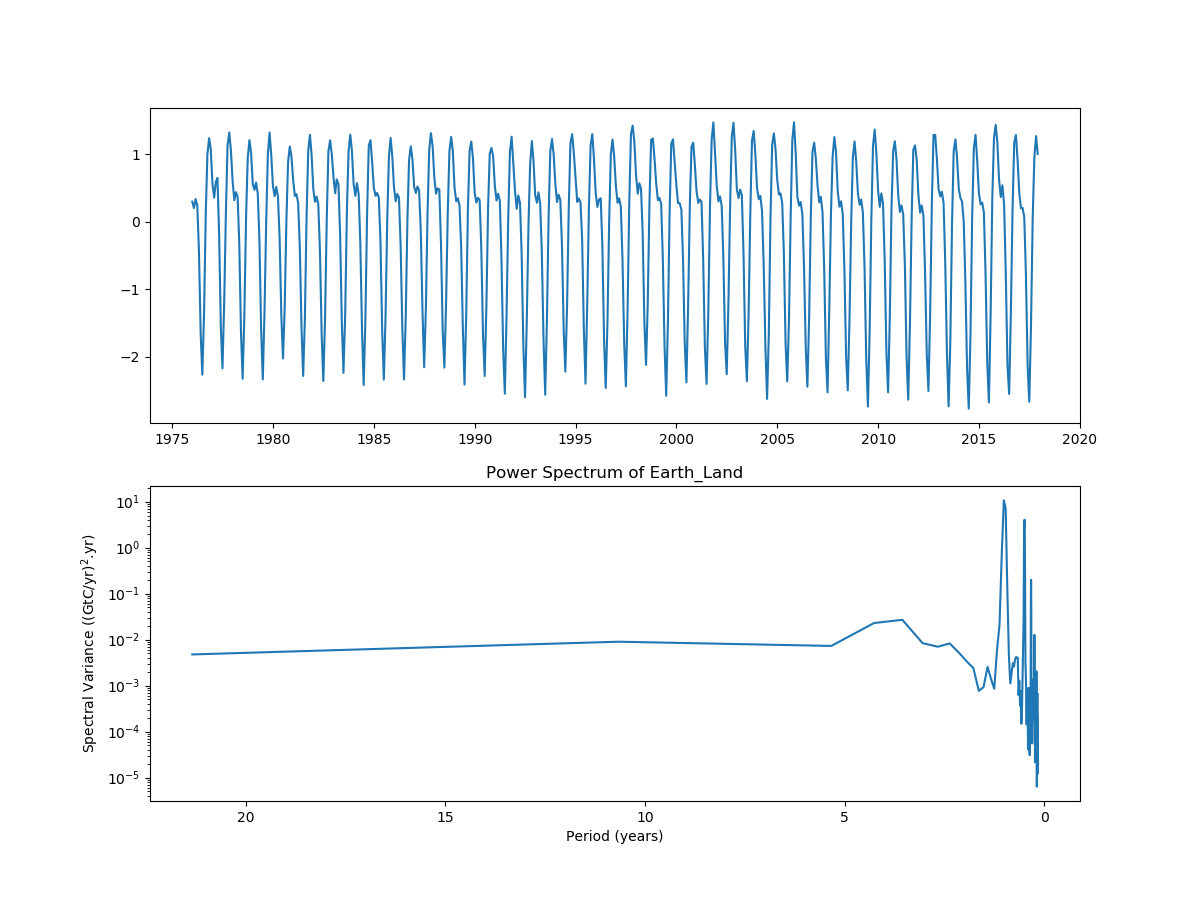 1
0
−1
−2
1975 1980 1985 1990 1995 2000 2005 2010 2015 2020
Power Spectrum of Earth_Land
Spectral Variance ((GtC/yr)².yr)
10¹
10⁰
10⁻¹
10⁻²
10⁻³
10⁻⁴
10⁻⁵
20 15 10 5 0
Period (years)